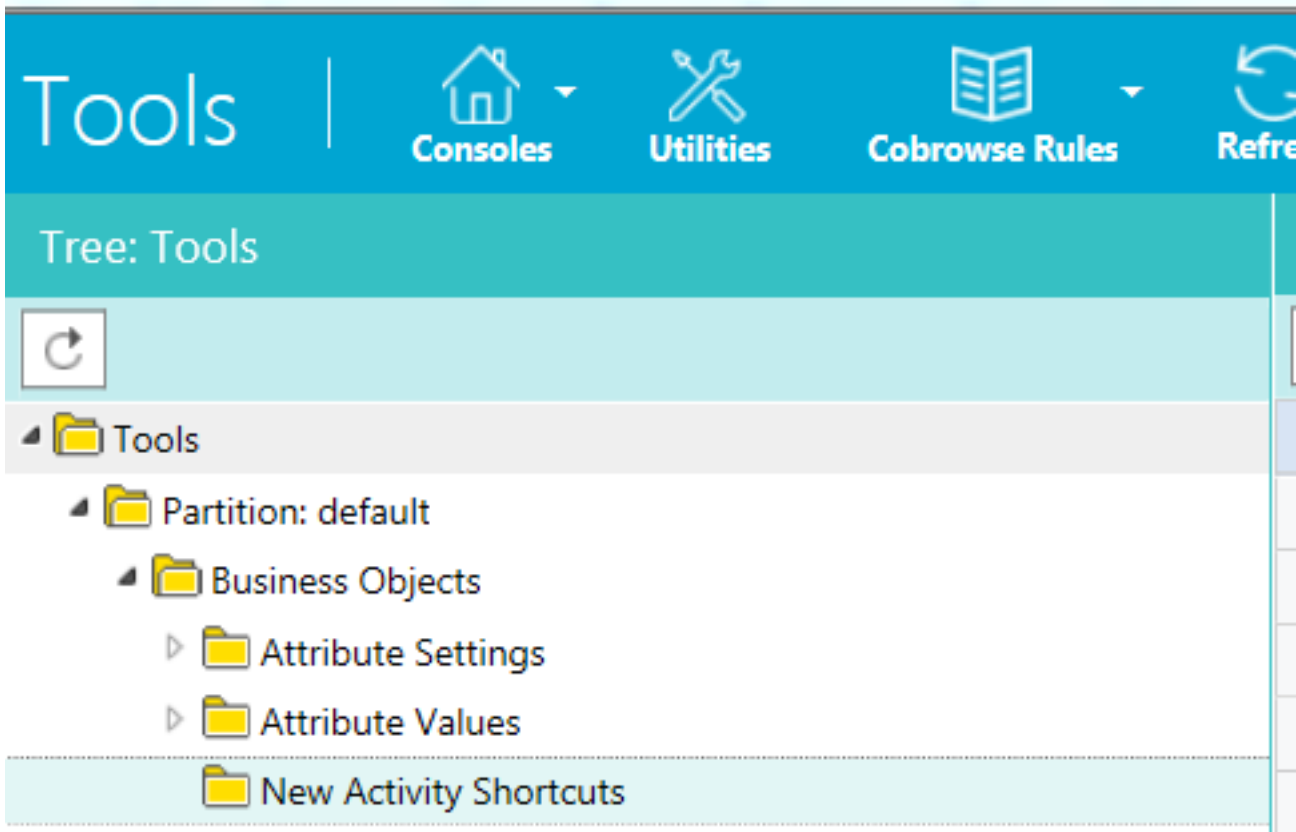 Tools
Consoles Utilities Cobrowse Rules
Tree: Tools
Tools
Partition: default
Business Objects
Attribute Settings
Attribute Values
New Activity Shortcuts